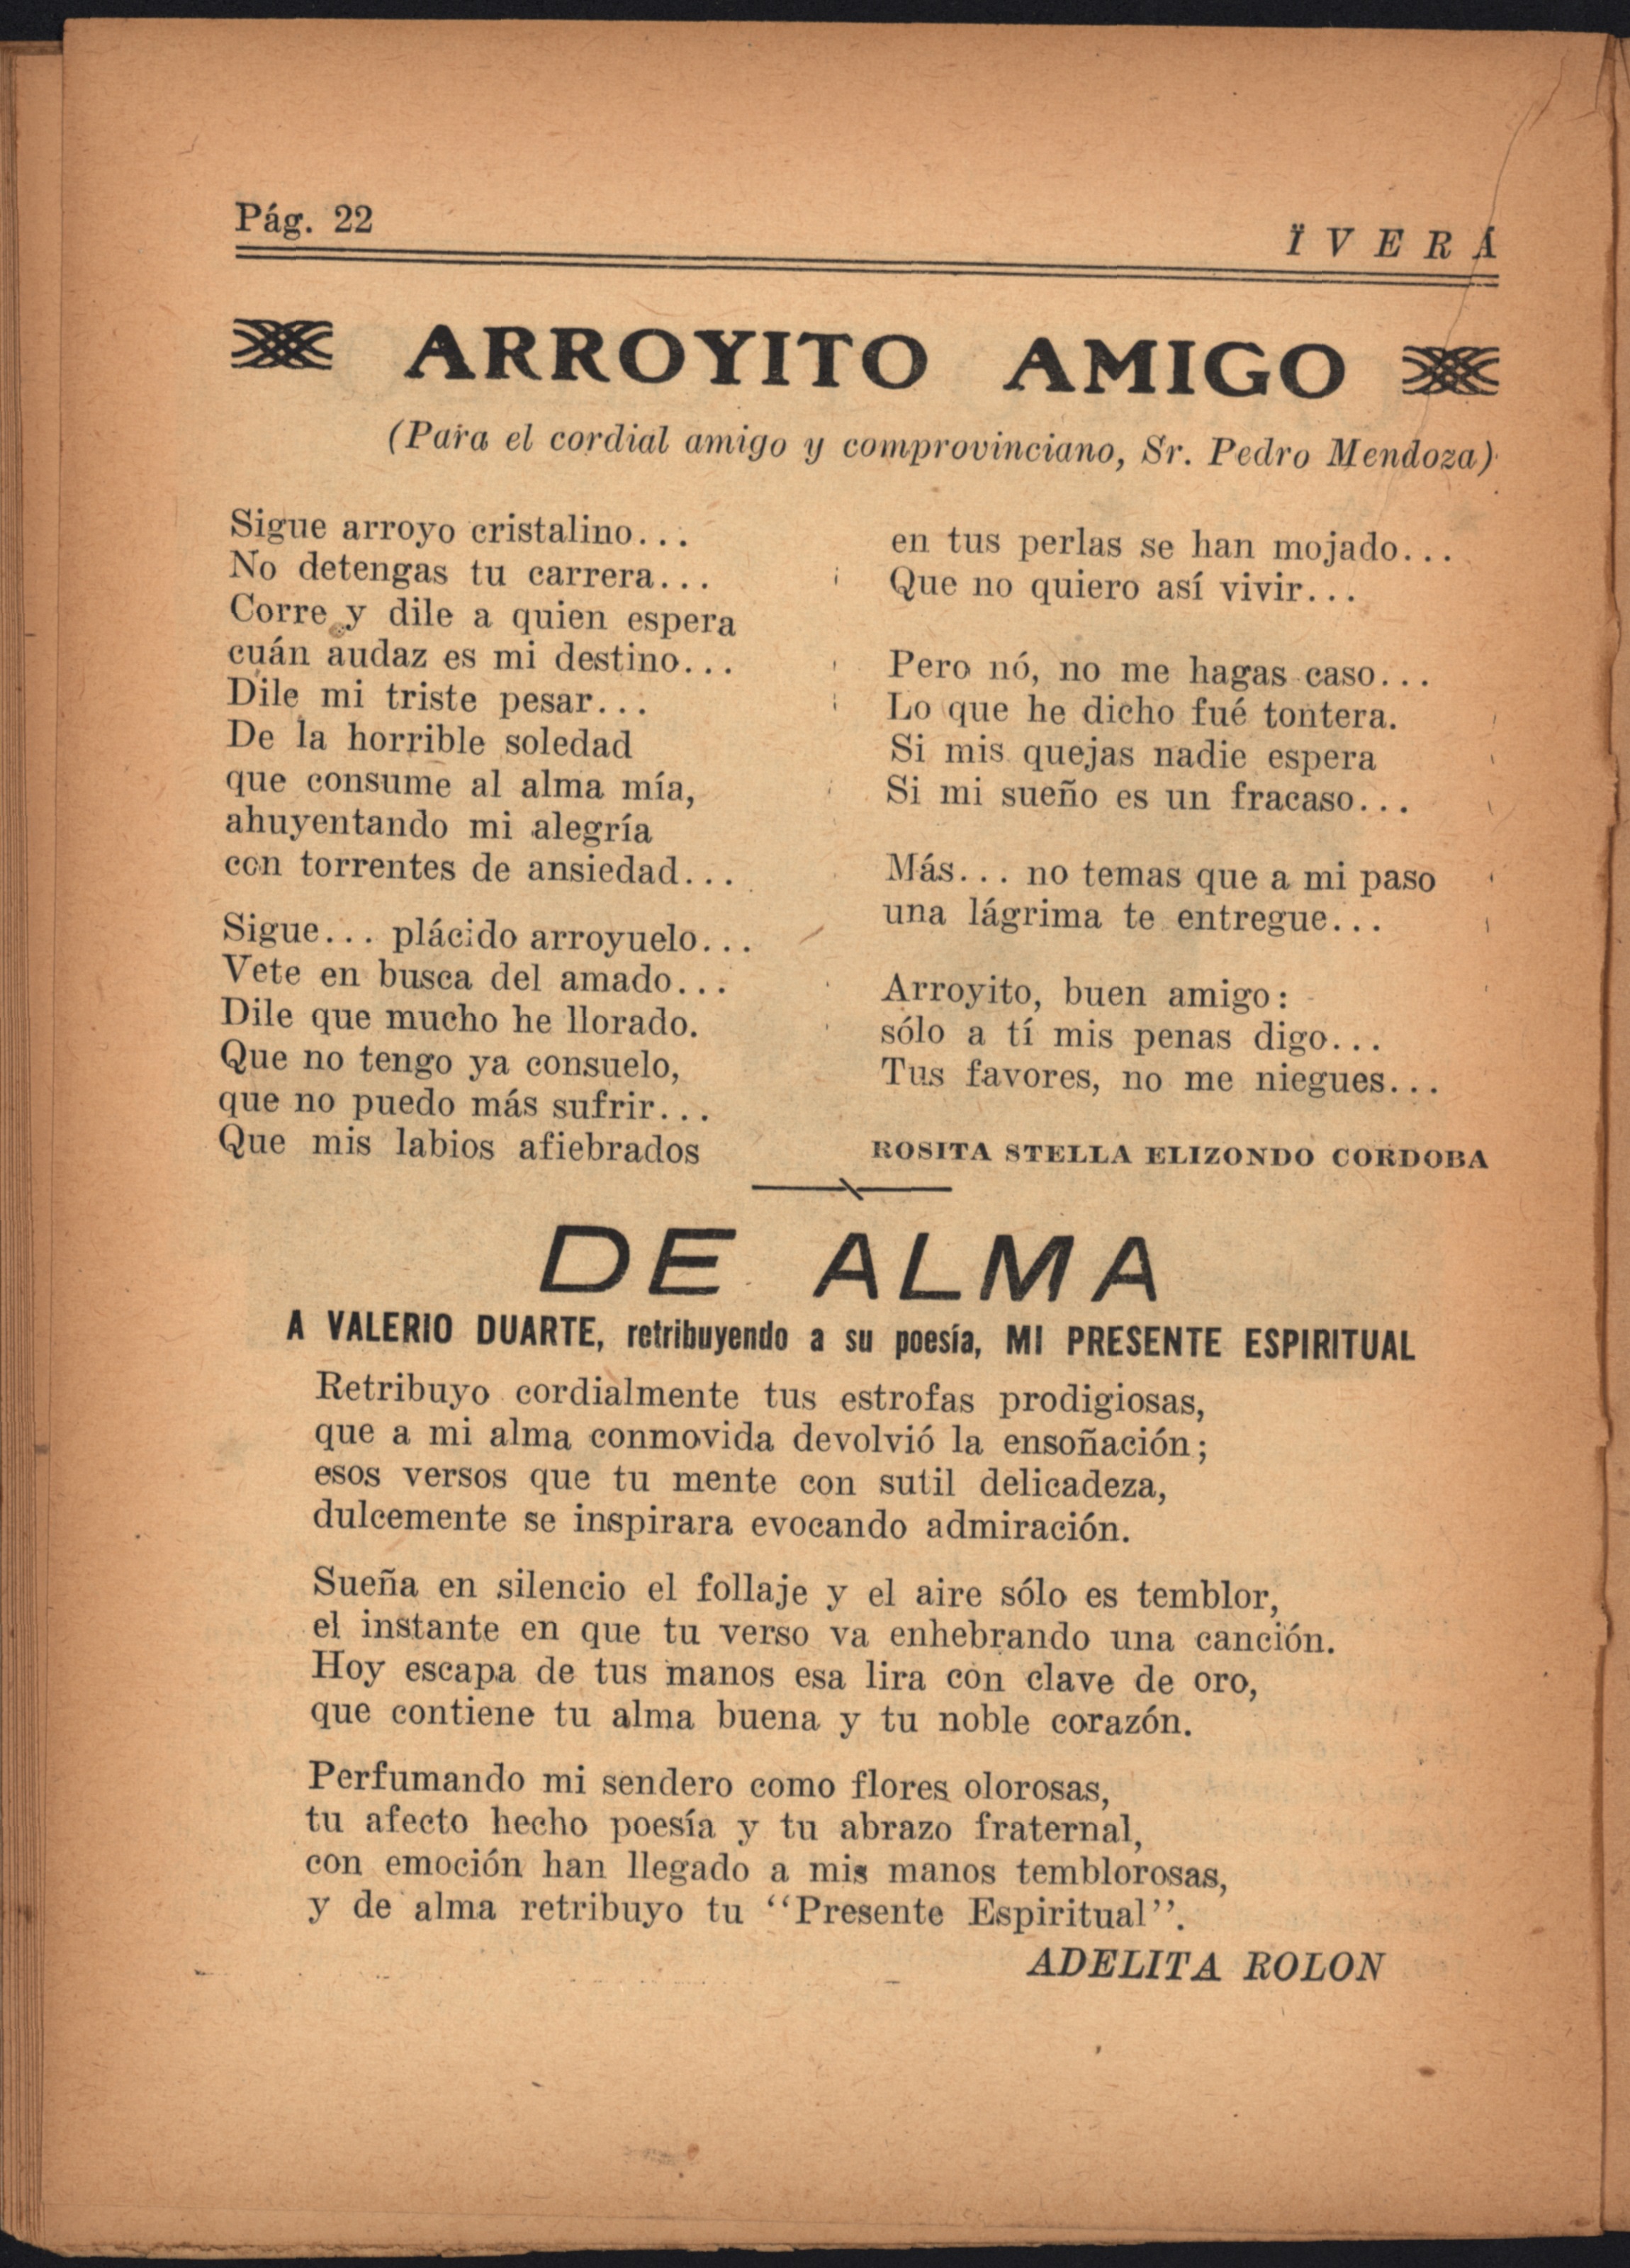 Pág. 22
Ï V E R Á
ARROYITO AMIGO
(Para el cordial amigo y comprovinciano, Sr. Pedro Mendoza)
Sigue arroyo cristalino...
No detengas tu carrera...
Corre y dile a quien espera
cuán audaz es mi destino...
Dile mi triste pesar...
De la horrible soledad
que consume al alma mía,
ahuyentando mi alegría
con torrentes de ansiedad...
Sigue... plácido arroyuelo...
Vete en busca del amado...
Dile que mucho he llorado.
Que no tengo ya consuelo,
que no puedo más sufrir...
Que mis labios afiebrados
en tus perlas se han mojado...
Que no quiero así vivir...
Pero nó, no me hagas caso...
Lo que he dicho fué tontera.
Si mis quejas nadie espera
Si mi sueño es un fracaso...
Más... no temas que a mi paso
una lágrima te entregue...
Arroyito, buen amigo:
sólo a tí mis penas digo...
Tus favores, no me niegues...
ROSITA STELLA ELIZONDO CORDOBA
DE ALMA
A VALERIO DUARTE, retribuyendo a su poesía, MI PRESENTE ESPIRITUAL
Retribuyo cordialmente tus estrofas prodigiosas,
que a mi alma conmovida devolvió la ensoñación;
esos versos que tu mente con sutil delicadeza,
dulcemente se inspirara evocando admiración.
Sueña en silencio el follaje y el aire sólo es temblor,
el instante en que tu verso va enhebrando una canción.
Hoy escapa de tus manos esa lira con clave de oro,
que contiene tu alma buena y tu noble corazón.
Perfumando mi sendero como flores olorosas,
tu afecto hecho poesía y tu abrazo fraternal,
con emoción han llegado a mis manos temblorosas,
y de alma retribuyo tu "Presente Espiritual".
ADELITA ROLON